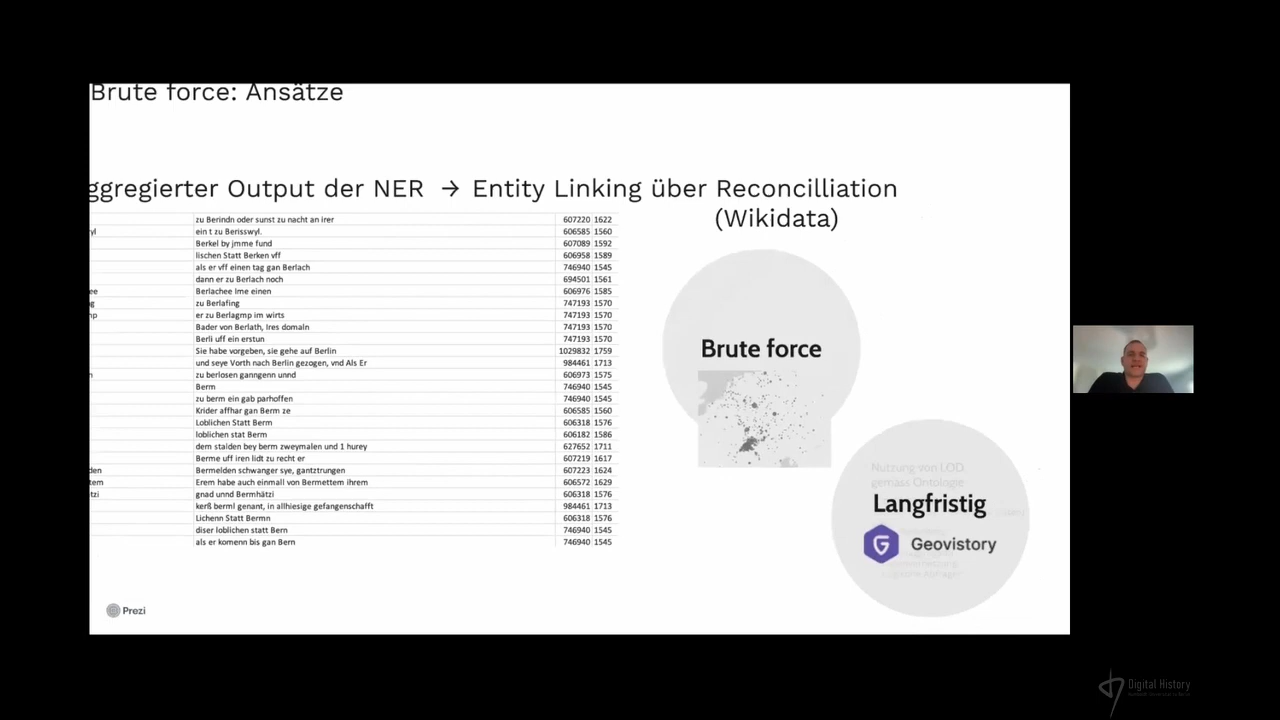 Brute force: Ansätze
ggregierter Output der NER → Entity Linking über Reconcilliation
(Wikidata)
zu Berindn oder sunst zu nacht an irer 607220 1622
yl ein t zu Berisswyl. 606585 1560
Berkel by jmme fund 607089 1592
lischen Statt Berken vff 606958 1589
als er vff einen tag gan Berlach 746940 1545
dann er zu Berlach noch 694501 1561
ee Berlachee Ime einen 606976 1585
g zu Berlafing 747193 1570
np er zu Berlagmp im wirts 747193 1570
Bader von Berlath, Ires domaln 747193 1570
Berli uff ein erstun 747193 1570
Sie habe vorgeben, sie gehe auf Berlin 1029832 1759
und seye Vorth nach Berlin gezogen, vnd Als Er 984461 1713
n zu berlosen ganngenn unnd 606973 1575
Berm 746940 1545
zu berm ein gab parhoffen 746940 1545
Krider affhar gan Berm ze 606585 1560
Loblichen Statt Berm 606318 1576
loblichen stat Berm 606182 1586
dem stalden bey berm zweymalen und 1 hurey 627652 1711
Berme uff iren lidt zu recht er 607219 1617
den Bermelden schwanger sye, gantztrungen 607223 1624
tem Erem habe auch einmall von Bermettem ihrem 606572 1629
tzi gnad unnd Bermhätzi 606318 1576
kerß berml genant, in allhiesige gefangenschafft 984461 1713
Lichenn Statt Bermn 606318 1576
diser loblichen statt Bern 746940 1545
als er komenn bis gan Bern 746940 1545
Brute force
Nutzung von LOD
gemäss Ontologie
Langfristig
Geovistory
Prezi
Digital History